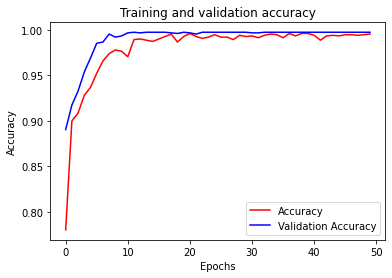 Training and validation accuracy
1.00
0.95
0.90
0.85
0.80
Accuracy
Accuracy
Validation Accuracy
0 10 20 30 40 50
Epochs